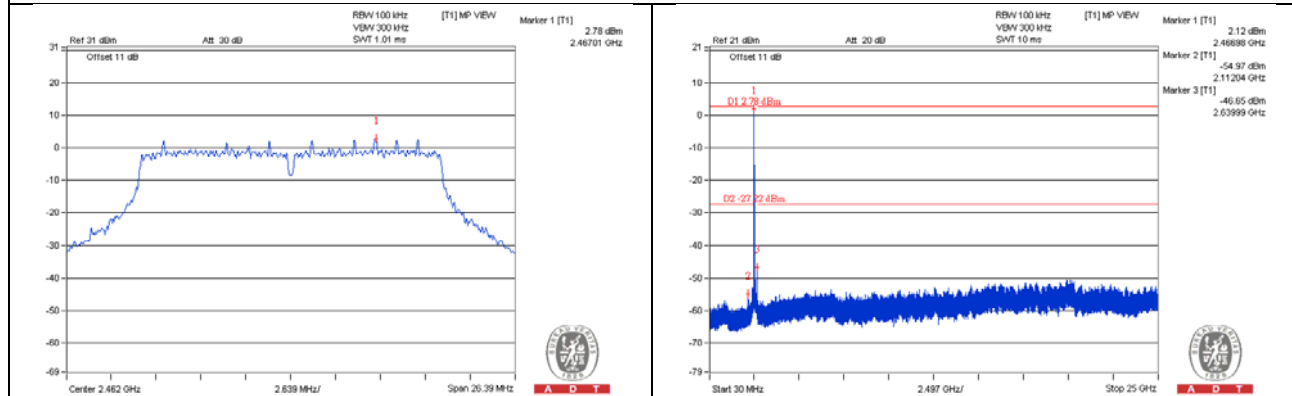 RBW 100 kHz [T1] MP VIEW
VBW 300 kHz
SWT 1.01 ms
Marker 1 [T1]
2.78 dBm
2.46701 GHz
Ref 31 dBm Att 30 dB
Offset 11 dB
31
20
10
0
-10
-20
-30
-40
-50
-60
-69
1
Center 2.462 GHz 2.639 MHz/ Span 26.39 MHz
BUREAU VERITAS
1828
A D T
RBW 100 kHz [T1] MP VIEW
VBW 300 kHz
SWT 10 ms
Marker 1 [T1]
2.12 dBm
2.46698 GHz
Marker 2 [T1]
-54.97 dBm
2.11204 GHz
Marker 3 [T1]
-46.65 dBm
2.63999 GHz
Ref 21 dBm Att 20 dB
Offset 11 dB
21
10
0
-10
-20
-30
-40
-50
-60
-70
-79
1
D1 2.78 dBm
D2 -27.22 dBm
3
2
Start 30 MHz 2.497 GHz/ Stop 25 GHz
BUREAU VERITAS
1828
A D T